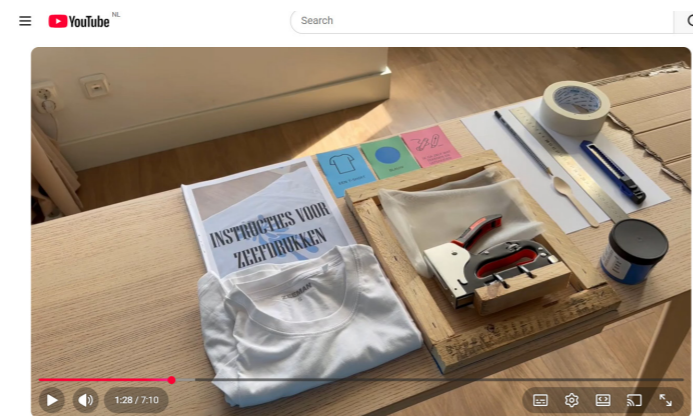 YouTube NL
Search
INSTRUCTIES VOOR
ZEEFDRUKKEN
1:28 / 7:10